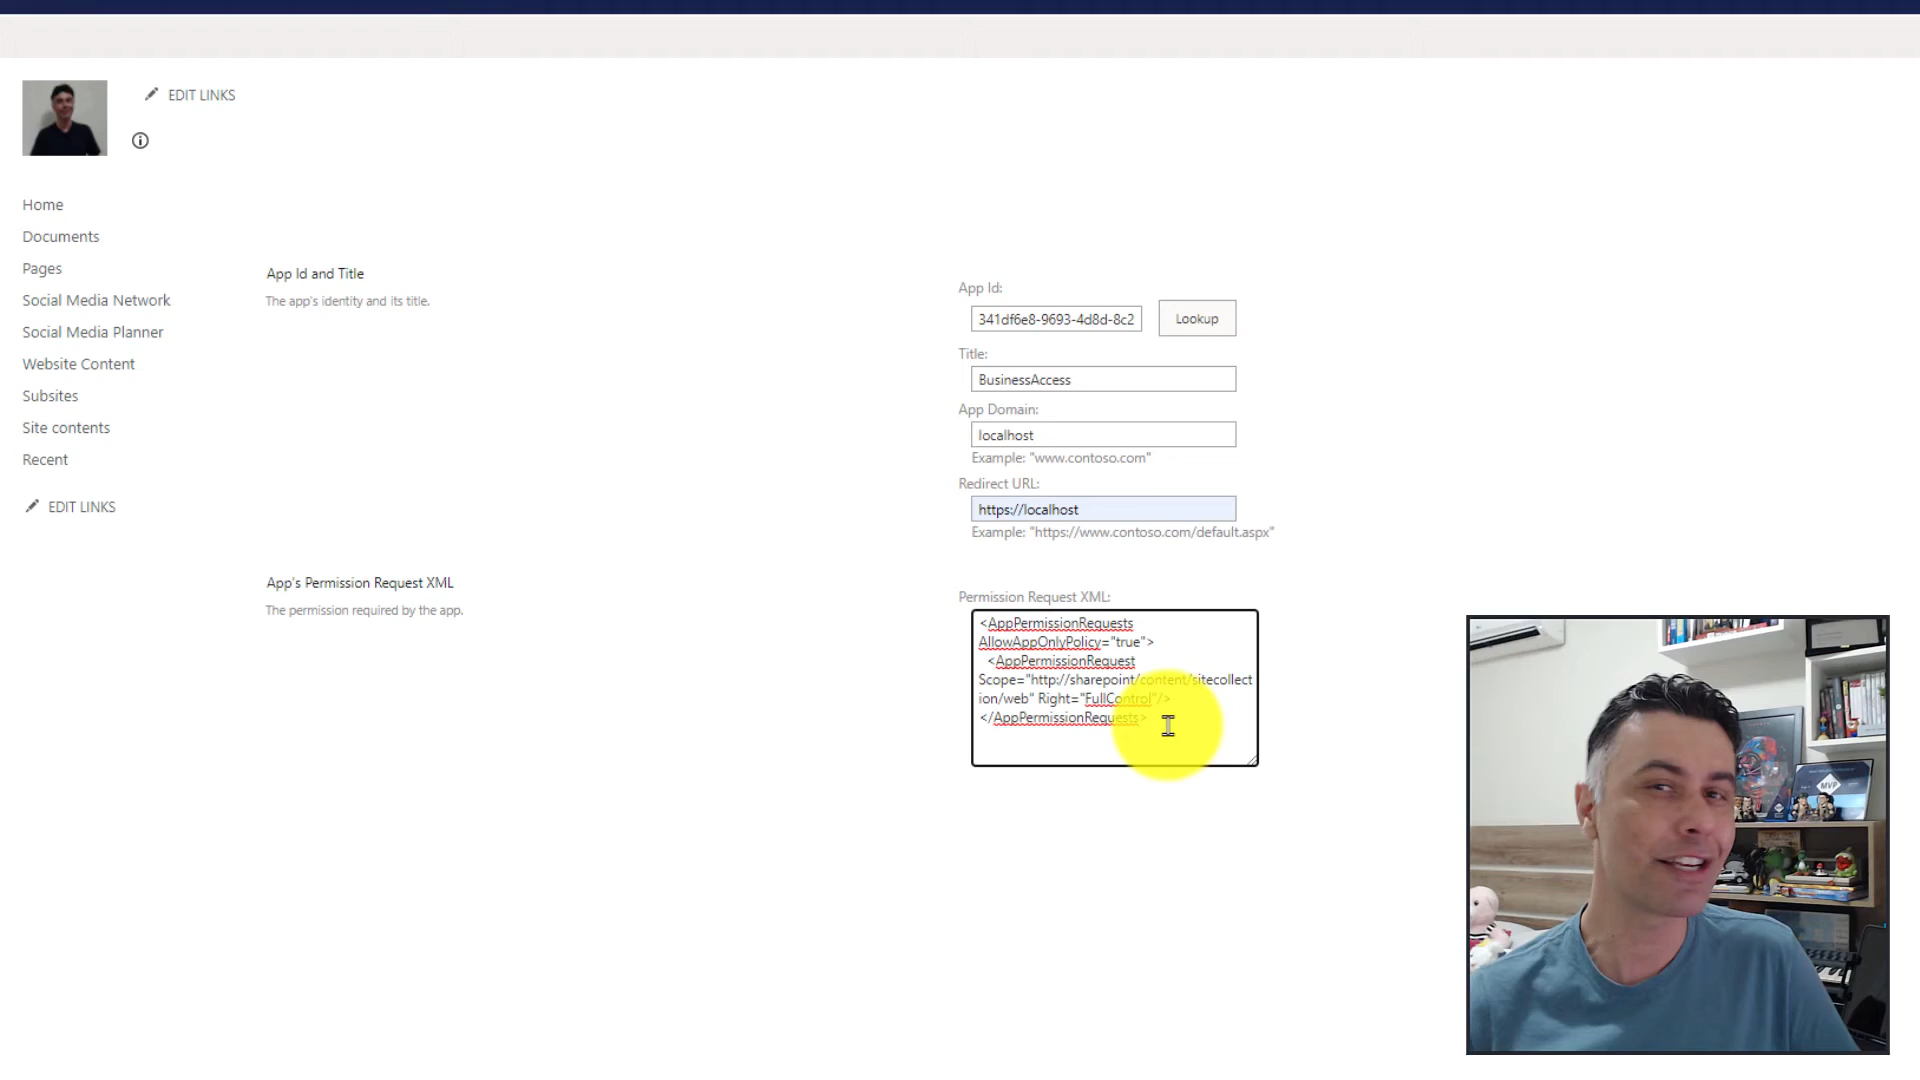 EDIT LINKS
Home
Documents
Pages
Social Media Network
Social Media Planner
Website Content
Subsites
Site contents
Recent
EDIT LINKS
App Id and Title
The app's identity and its title.
App Id:
341df6e8-9693-4d8d-8c2
Lookup
Title:
BusinessAccess
App Domain:
localhost
Example: "www.contoso.com"
Redirect URL:
https://localhost
Example: "https://www.contoso.com/default.aspx"
App's Permission Request XML
The permission required by the app.
Permission Request XML:
<AppPermissionRequests
AllowAppOnlyPolicy="true">
<AppPermissionRequest
Scope="http://sharepoint/content/sitecollect
ion/web" Right="FullControl"/>
</AppPermissionRequests>
MVP